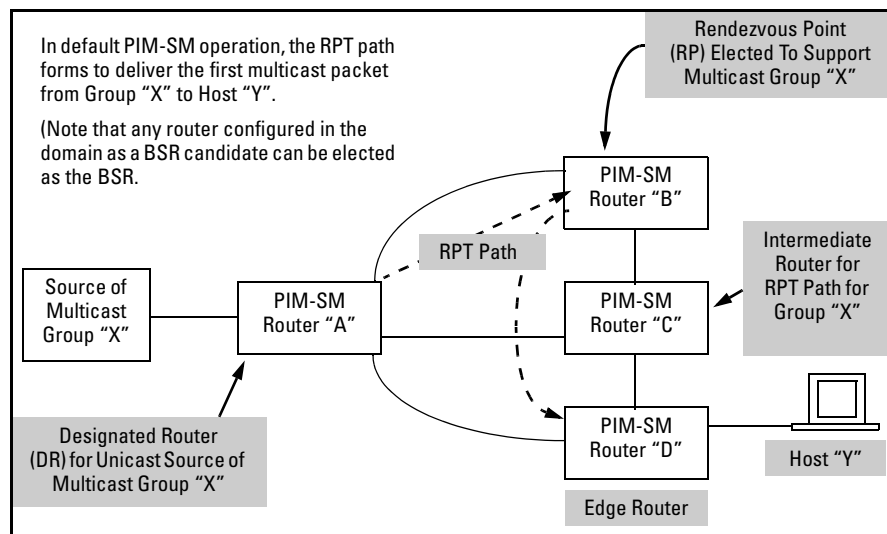 In default PIM-SM operation, the RPT path
forms to deliver the first multicast packet
from Group “X” to Host “Y”.
(Note that any router configured in the
domain as a BSR candidate can be elected
as the BSR.
Rendezvous Point
(RP) Elected To Support
Multicast Group “X”
PIM-SM
Router “B”
RPT Path
Intermediate
Router for
RPT Path for
Group “X”
Source of
Multicast
Group “X”
PIM-SM
Router “A”
PIM-SM
Router “C”
Designated Router
(DR) for Unicast Source of
Multicast Group “X”
PIM-SM
Router “D”
Host “Y”
Edge Router